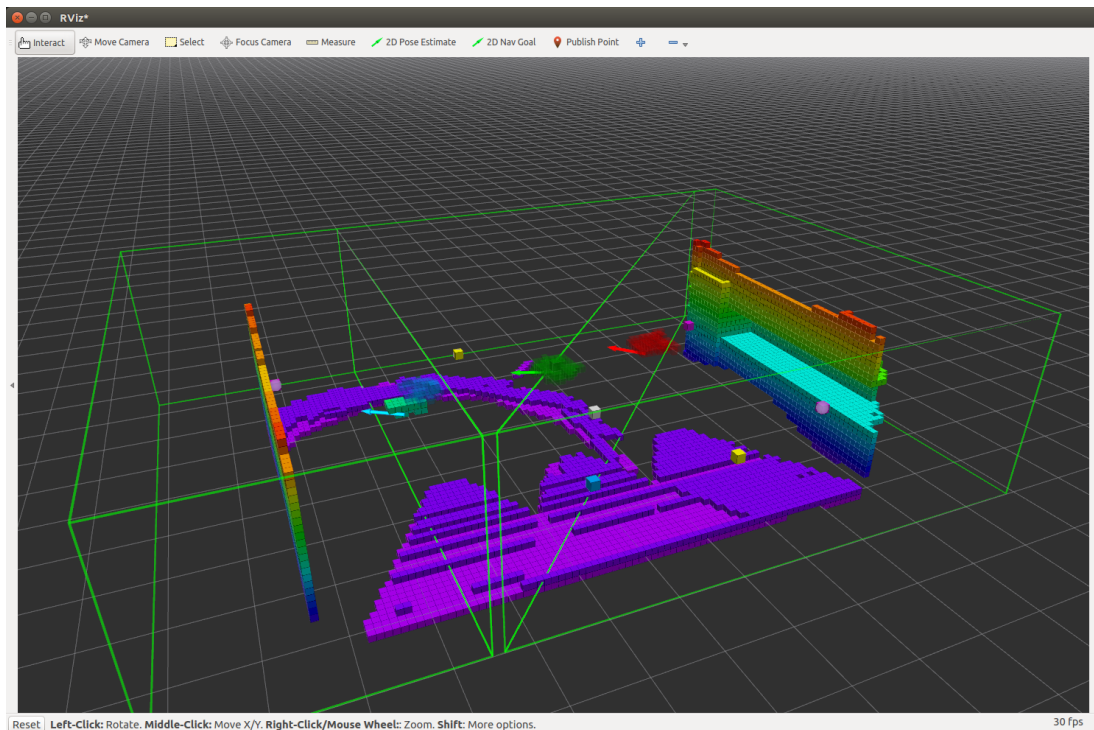 RViz*
Interact Move Camera Select Focus Camera Measure 2D Pose Estimate 2D Nav Goal Publish Point
Reset Left-Click: Rotate. Middle-Click: Move X/Y. Right-Click/Mouse Wheel:: Zoom. Shift: More options. 30 fps